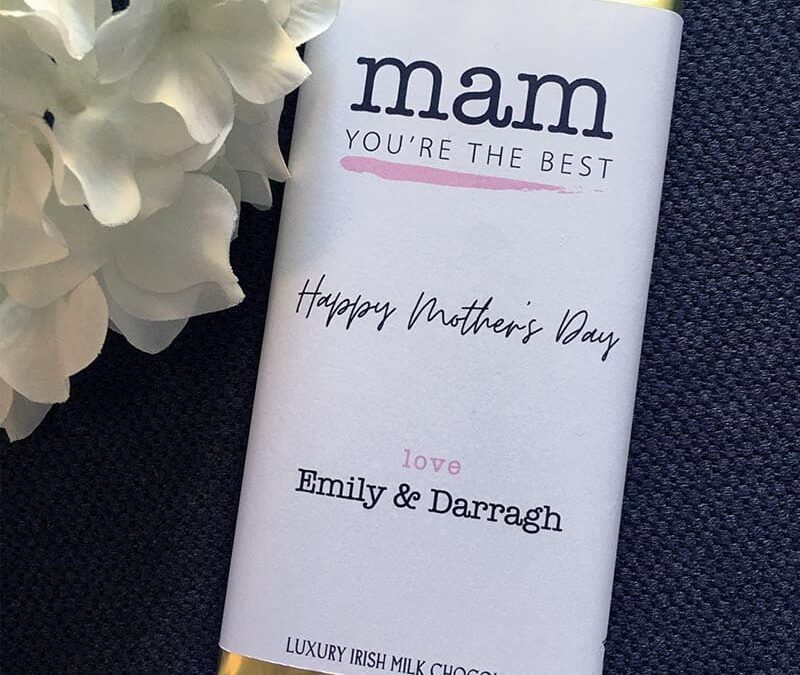 mam
YOU'RE THE BEST
Happy Mother's Day
love
Emily & Darragh
LUXURY IRISH MILK